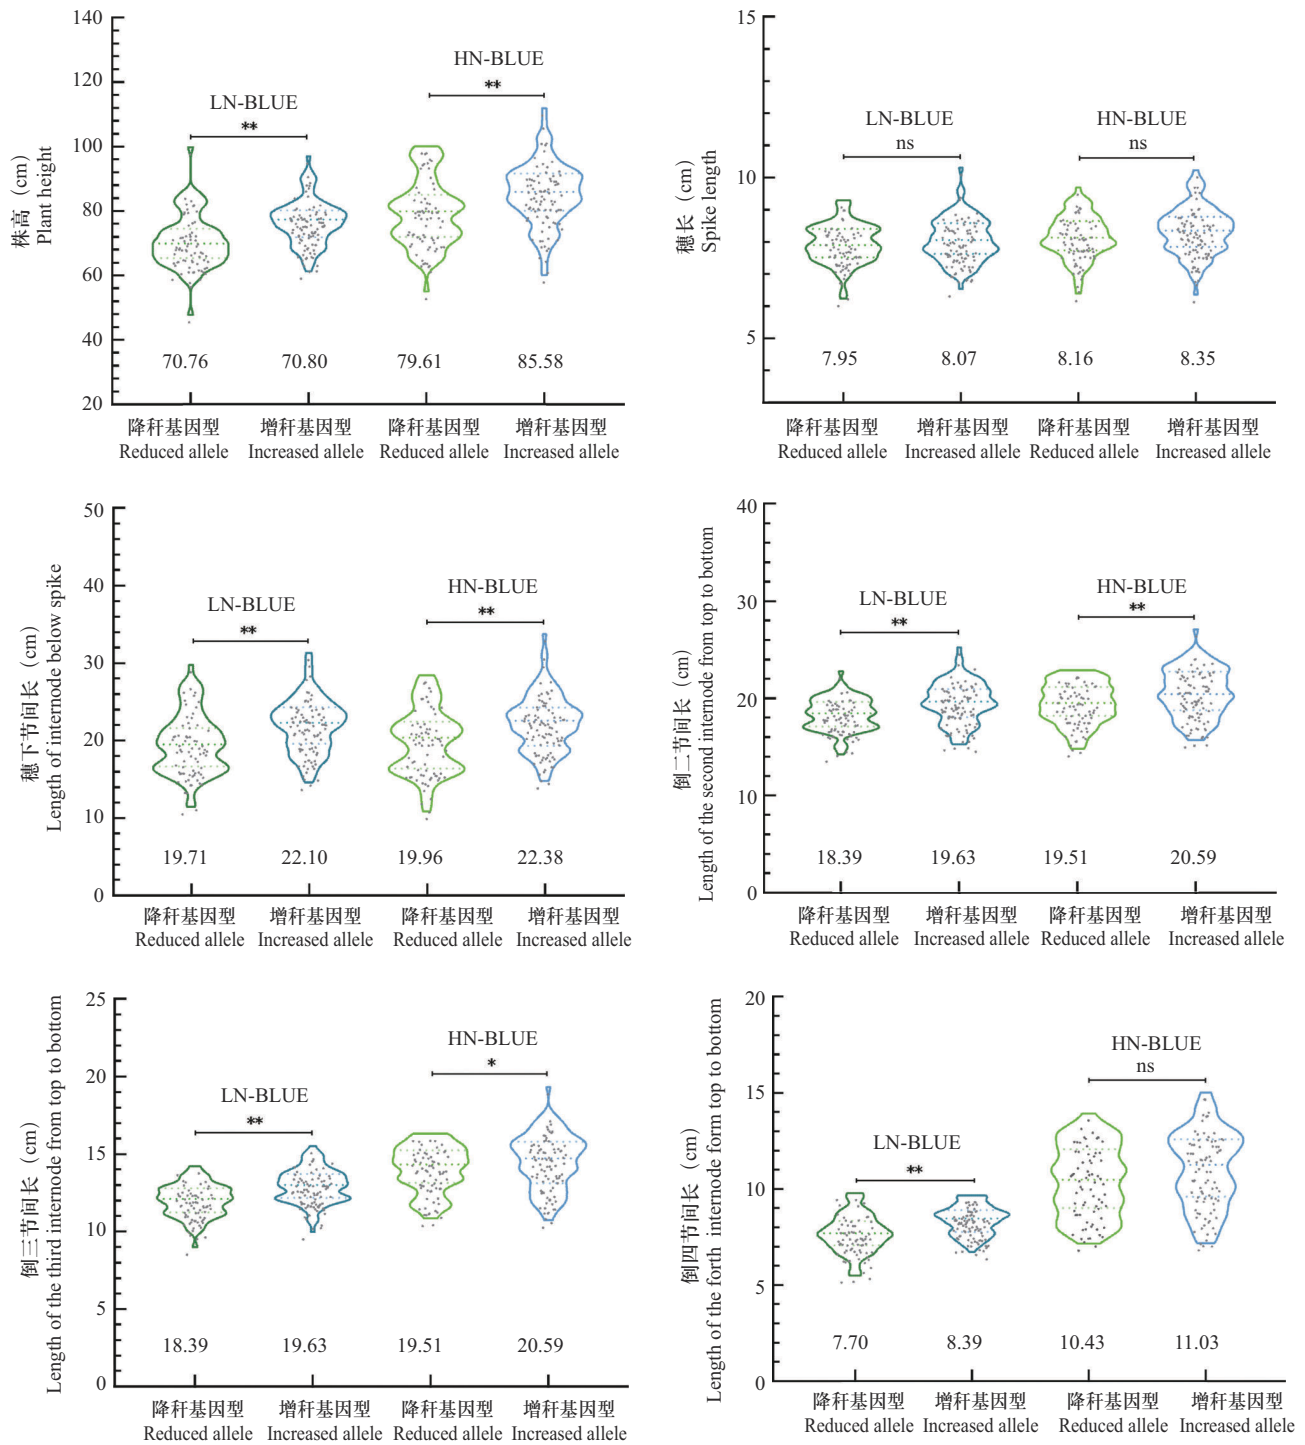 株高 (cm)
Plant height
140
120
100
80
60
40
20
LN-BLUE
**
HN-BLUE
**
70.76
70.80
79.61
85.58
降秆基因型
增秆基因型
降秆基因型
增秆基因型
Reduced allele
Increased allele
Reduced allele
Increased allele
穗长 (cm)
Spike length
15
10
5
LN-BLUE
ns
HN-BLUE
ns
7.95
8.07
8.16
8.35
降秆基因型
增秆基因型
降秆基因型
增秆基因型
Reduced allele
Increased allele
Reduced allele
Increased allele
穗下节间长 (cm)
Length of internode below spike
50
40
30
20
10
0
LN-BLUE
**
HN-BLUE
**
19.71
22.10
19.96
22.38
降秆基因型
增秆基因型
降秆基因型
增秆基因型
Reduced allele
Increased allele
Reduced allele
Increased allele
倒二节间长 (cm)
Length of the second internode from top to bottom
40
30
20
10
0
LN-BLUE
**
HN-BLUE
**
18.39
19.63
19.51
20.59
降秆基因型
增秆基因型
降秆基因型
增秆基因型
Reduced allele
Increased allele
Reduced allele
Increased allele
倒三节间长 (cm)
Length of the third internode from top to bottom
25
20
15
10
5
0
LN-BLUE
**
HN-BLUE
*
18.39
19.63
19.51
20.59
降秆基因型
增秆基因型
降秆基因型
增秆基因型
Reduced allele
Increased allele
Reduced allele
Increased allele
倒四节间长 (cm)
Length of the forth internode form top to bottom
20
15
10
5
0
LN-BLUE
**
HN-BLUE
ns
7.70
8.39
10.43
11.03
降秆基因型
增秆基因型
降秆基因型
增秆基因型
Reduced allele
Increased allele
Reduced allele
Increased allele